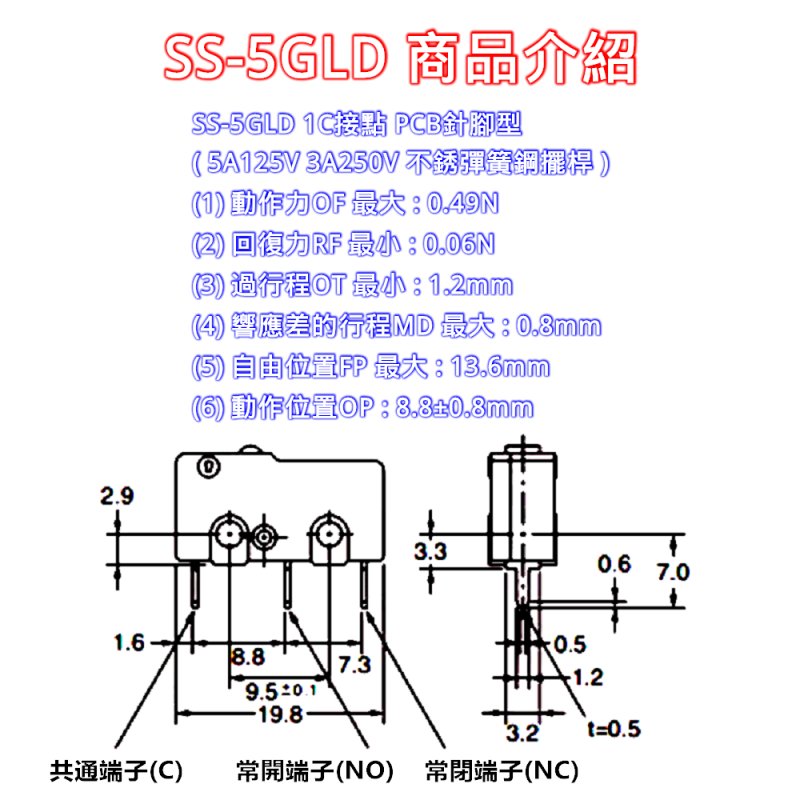 SS-5GLD 商品介紹
SS-5GLD 1C接點 PCB針腳型
( 5A125V 3A250V 不銹彈簧鋼擺桿 )
(1) 動作力OF 最大 : 0.49N
(2) 回復力RF 最小 : 0.06N
(3) 過行程OT 最小 : 1.2mm
(4) 響應差的行程MD 最大 : 0.8mm
(5) 自由位置FP 最大 : 13.6mm
(6) 動作位置OP : 8.8±0.8mm
2.9
3.3
0.6
7.0
1.6
8.8
7.3
0.5
9.5±0.1
1.2
19.8
3.2
t=0.5
共通端子(C)
常開端子(NO)
常閉端子(NC)